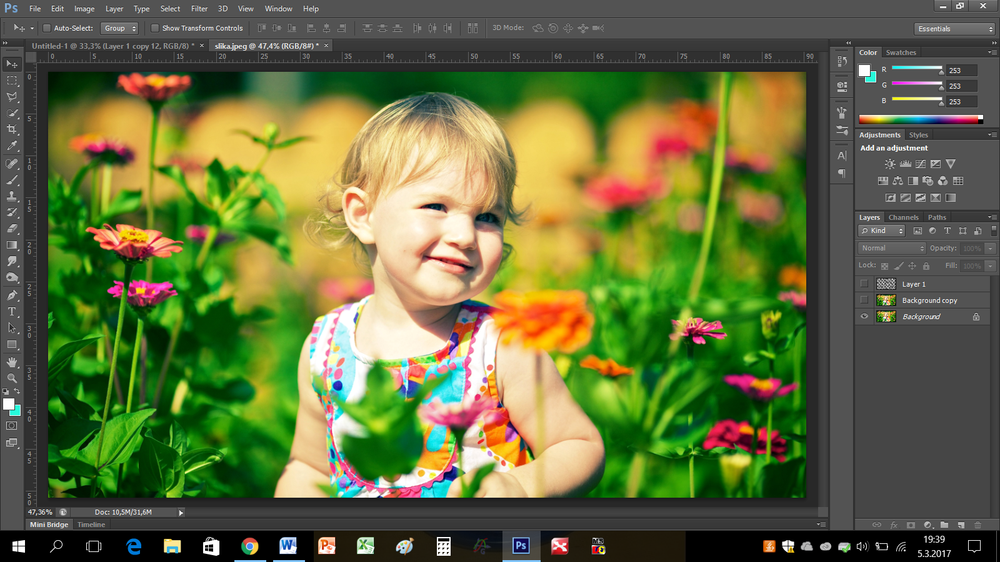 Ps File Edit Image Layer Type Select Filter 3D View Window Help
Auto-Select: Group Show Transform Controls 3D Mode: Essentials
Untitled-1 @ 33,3% (Layer 1 copy 12, RGB/8) * × slika.jpeg @ 47,4% (RGB/8#) * ×
0 5 10 15 20 25 30 35 40 45 50 55 60 65 70 75 80 85 90
0
5
10
15
20
25
30
35
40
45
50
Color Swatches
R 253
G 253
B 253
Adjustments Styles
Add an adjustment
Layers Channels Paths
Kind
Normal Opacity: 100%
Lock: Fill: 100%
Layer 1
Background copy
Background
47,36% Doc: 10,5M/31,6M
Mini Bridge Timeline
19:39
5.3.2017